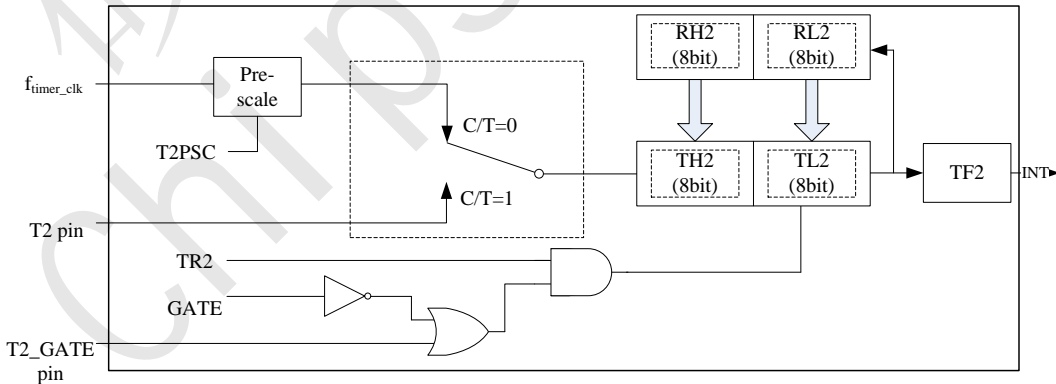 RH2 RL2
(8bit) (8bit)
f_timer_clk
Pre-
scale
C/T=0
T2PSC
TH2 TL2
(8bit) (8bit)
TF2
INT
C/T=1
T2 pin
TR2
GATE
T2_GATE
pin
Chips